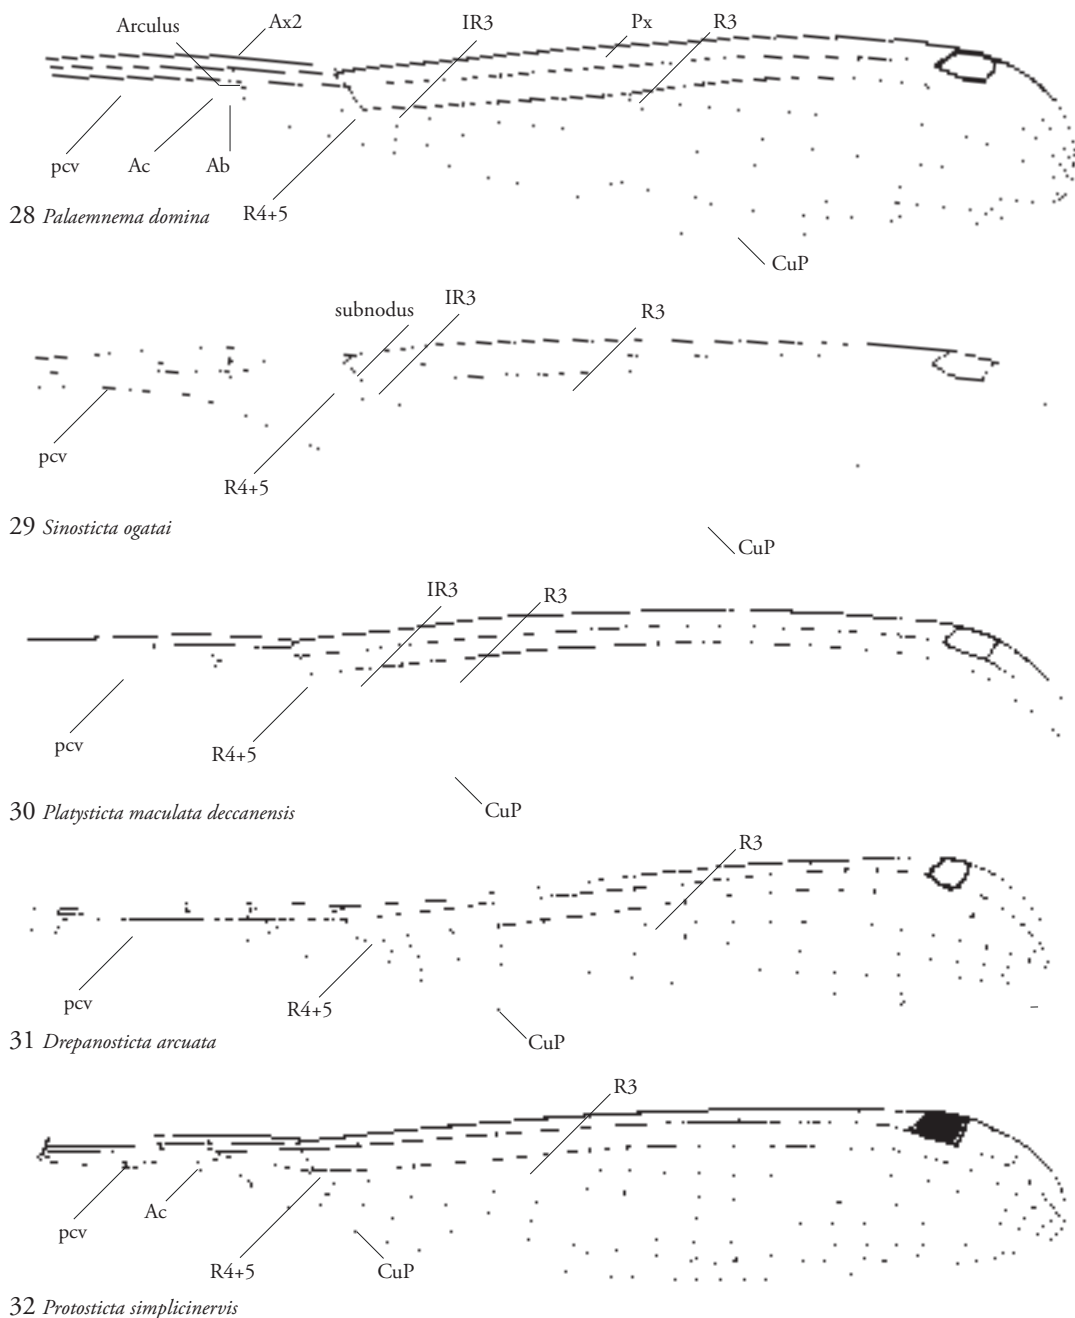 Arculus Ax2 IR3 Px R3
pcv Ac Ab
R4+5
28 Palaemnema domina
CuP
subnodus IR3 R3
pcv
R4+5
29 Sinosticta ogatai
CuP
IR3 R3
pcv R4+5
30 Platysticta maculata deccanensis
CuP
R3
pcv R4+5
31 Drepanosticta arcuata
CuP
R3
pcv Ac
R4+5 CuP
32 Protosticta simplicinervis